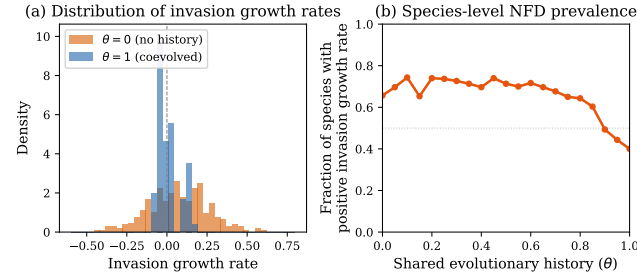 (a) Distribution of invasion growth rates
θ = 0 (no history)
θ = 1 (coevolved)
Density
10
8
6
4
2
0
−0.50 −0.25 0.00 0.25 0.50 0.75
Invasion growth rate
(b) Species-level NFD prevalence
Fraction of species with
positive invasion growth rate
1.0
0.8
0.6
0.4
0.2
0.0
0.0 0.2 0.4 0.6 0.8 1.0
Shared evolutionary history (θ)